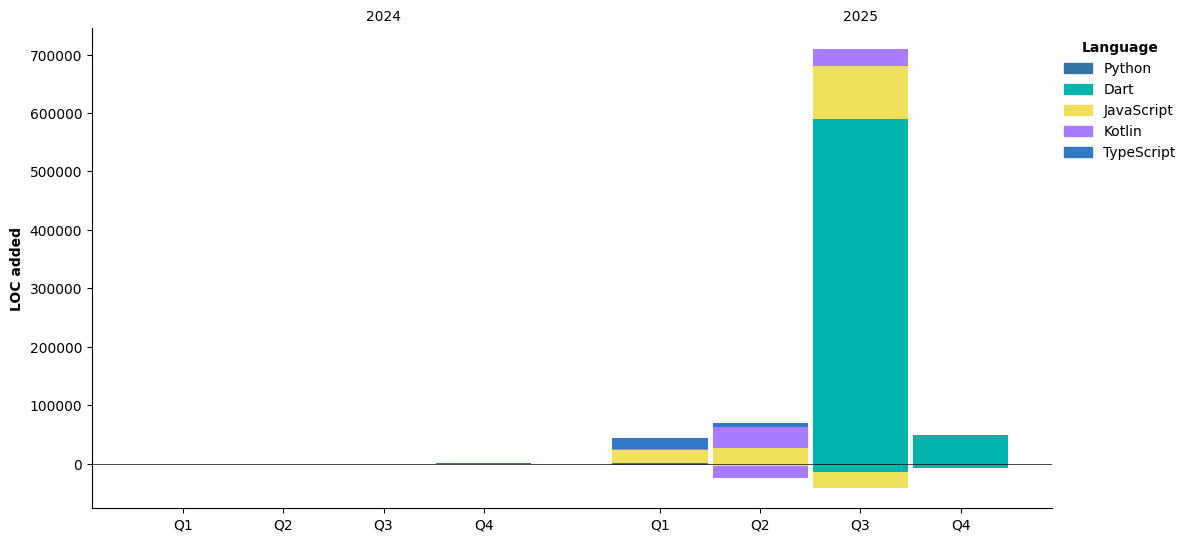 2024
2025
Language
Python
Dart
JavaScript
Kotlin
TypeScript
LOC added
700000
600000
500000
400000
300000
200000
100000
0
Q1
Q2
Q3
Q4
Q1
Q2
Q3
Q4